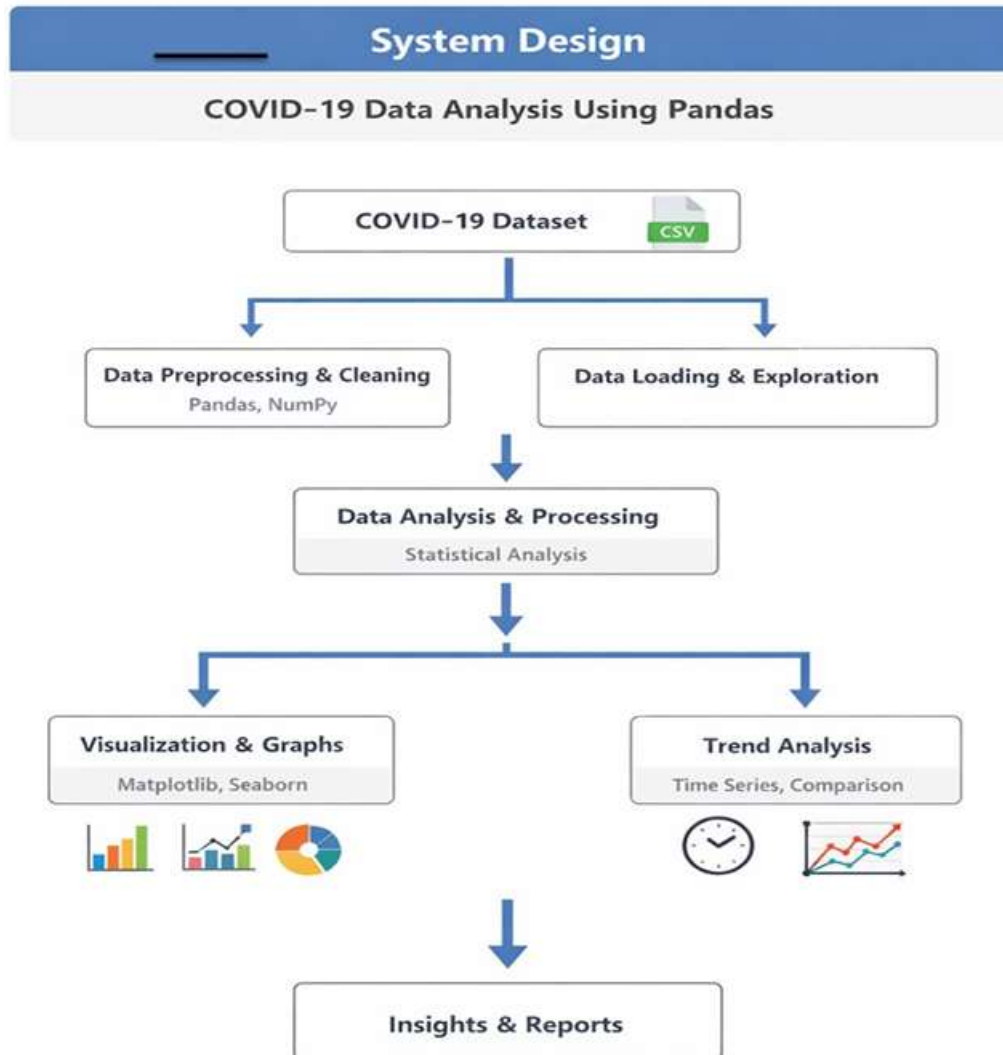 System Design
COVID-19 Data Analysis Using Pandas
COVID-19 Dataset
CSV
Data Preprocessing & Cleaning
Pandas, NumPy
Data Loading & Exploration
Data Analysis & Processing
Statistical Analysis
Visualization & Graphs
Matplotlib, Seaborn
Trend Analysis
Time Series, Comparison
Insights & Reports